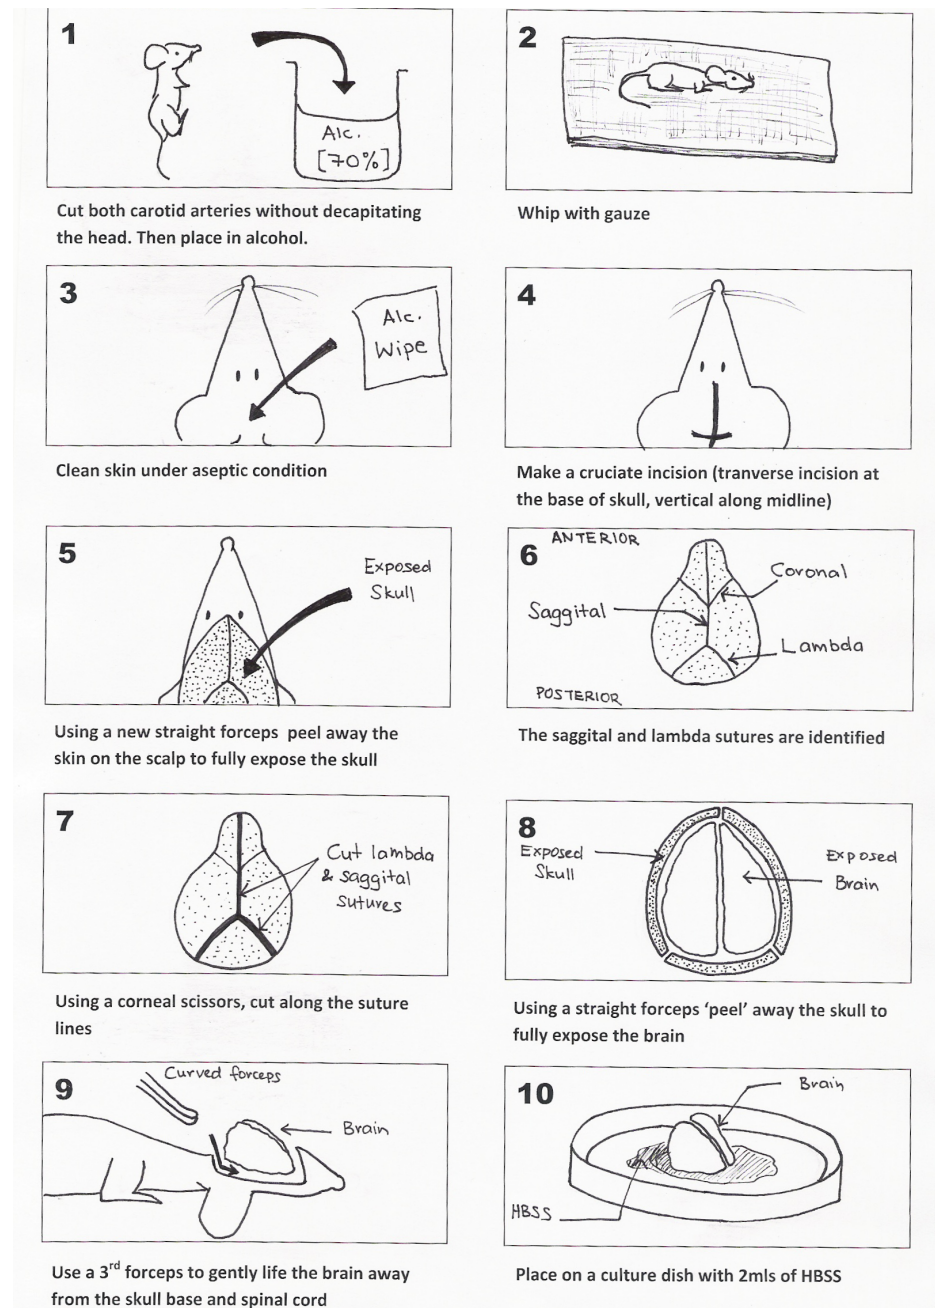 1
Alc.
[70%]
Cut both carotid arteries without decapitating
the head. Then place in alcohol.
2
Whip with gauze
3
Alc.
Wipe
Clean skin under aseptic condition
4
Make a cruciate incision (tranverse incision at
the base of skull, vertical along midline)
5
Exposed
Skull
Using a new straight forceps peel away the
skin on the scalp to fully expose the skull
6
ANTERIOR
Coronal
Saggital
Lambda
POSTERIOR
The saggital and lambda sutures are identified
7
Cut lambda
& saggital
sutures
Using a corneal scissors, cut along the suture
lines
8
Exposed
Skull
Exposed
Brain
Using a straight forceps ‘peel’ away the skull to
fully expose the brain
9
Curved forceps
Brain
Use a 3rd forceps to gently life the brain away
from the skull base and spinal cord
10
Brain
HBSS
Place on a culture dish with 2mls of HBSS